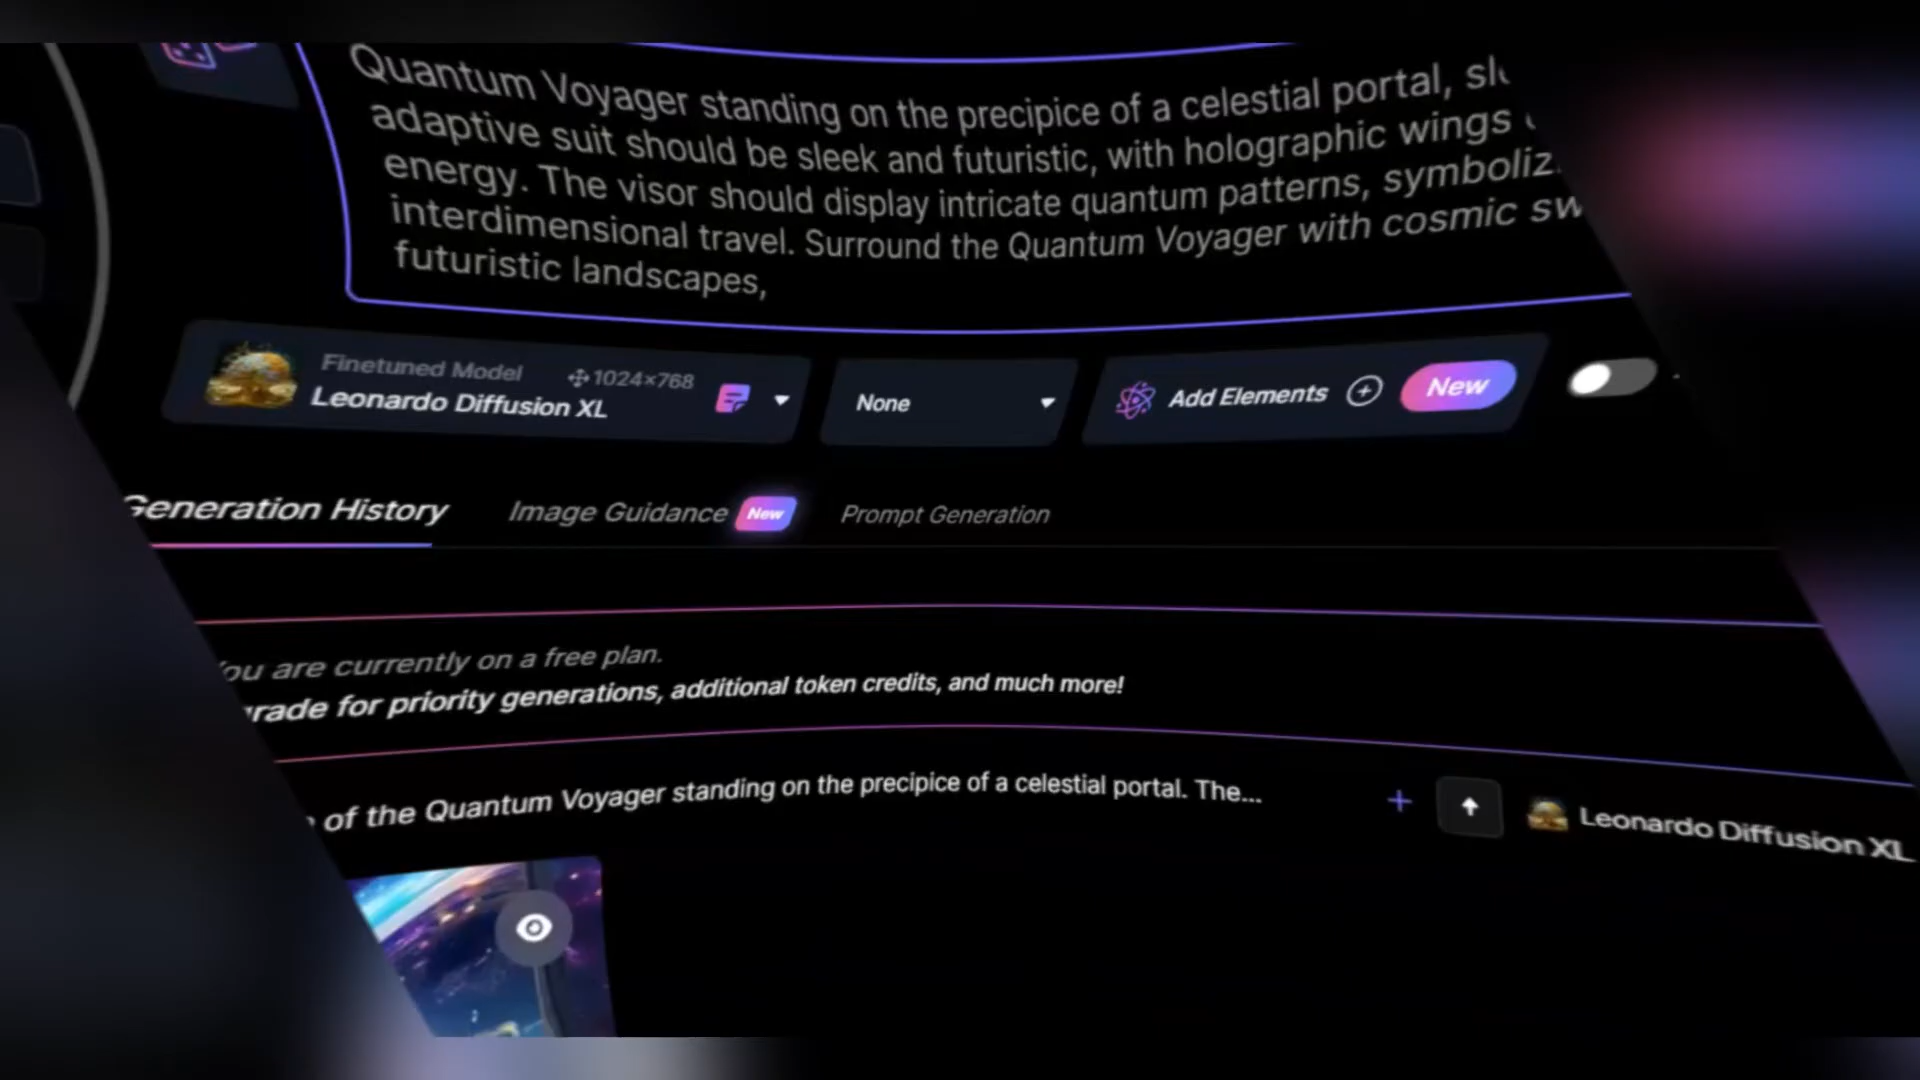 Quantum Voyager standing on the precipice of a celestial portal,
adaptive suit should be sleek and futuristic, with holographic wings
energy. The visor should display intricate quantum patterns,
interdimensional travel. Surround the Quantum Voyager with cosmic
futuristic landscapes,
Finetuned Model 1024×768
Leonardo Diffusion XL
None
Add Elements
New
Generation History
Image Guidance New
Prompt Generation
You are currently on a free plan.
for priority generations, additional token credits, and much more!
of the Quantum Voyager standing on the precipice of a celestial portal. The...
Leonardo Diffusion XL